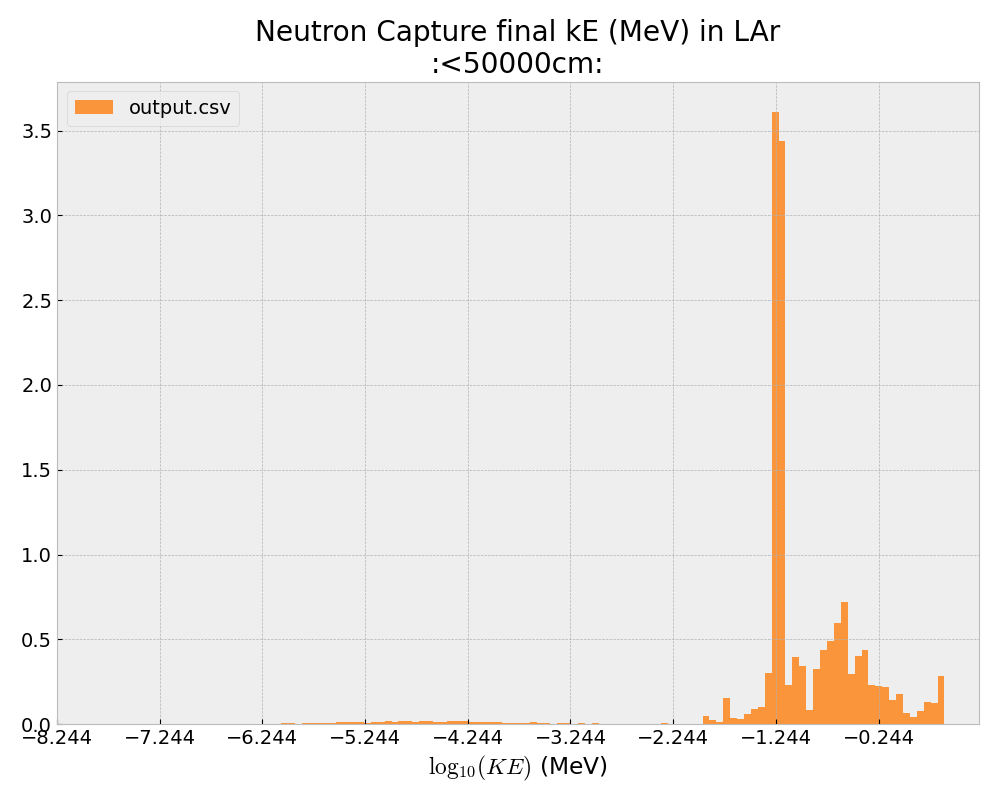 Neutron Capture final kE (MeV) in LAr
:<50000cm:
output.csv
3.5
3.0
2.5
2.0
1.5
1.0
0.5
0.0
−8.244 −7.244 −6.244 −5.244 −4.244 −3.244 −2.244 −1.244 −0.244
log₁₀(KE) (MeV)